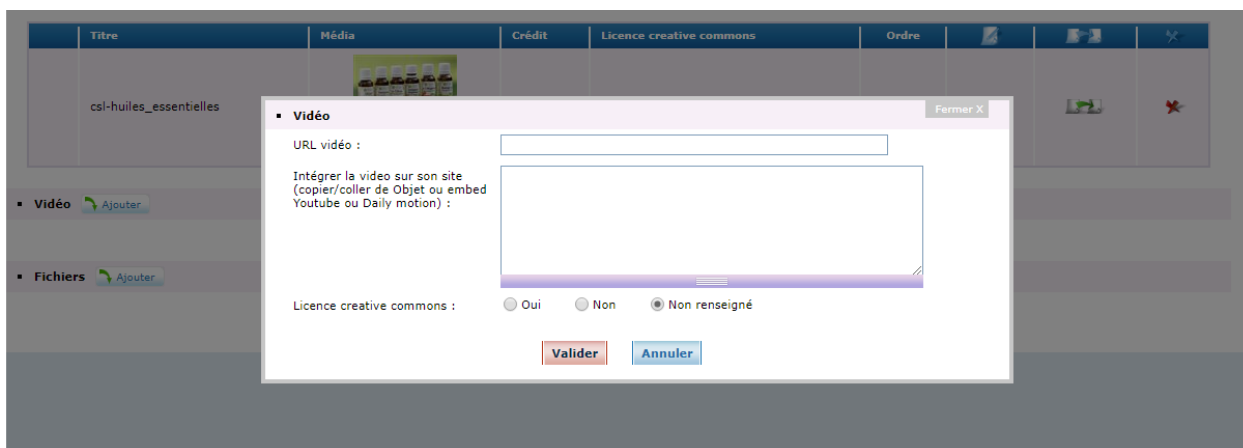 Titre Média Crédit Licence creative commons Ordre
csl-huiles_essentielles
Vidéo Fermer X
URL vidéo :
Intégrer la video sur son site
(copier/coller de Objet ou embed
Youtube ou Daily motion) :
Vidéo Ajouter
Fichiers Ajouter
Licence creative commons : Oui Non Non renseigné
Valider Annuler